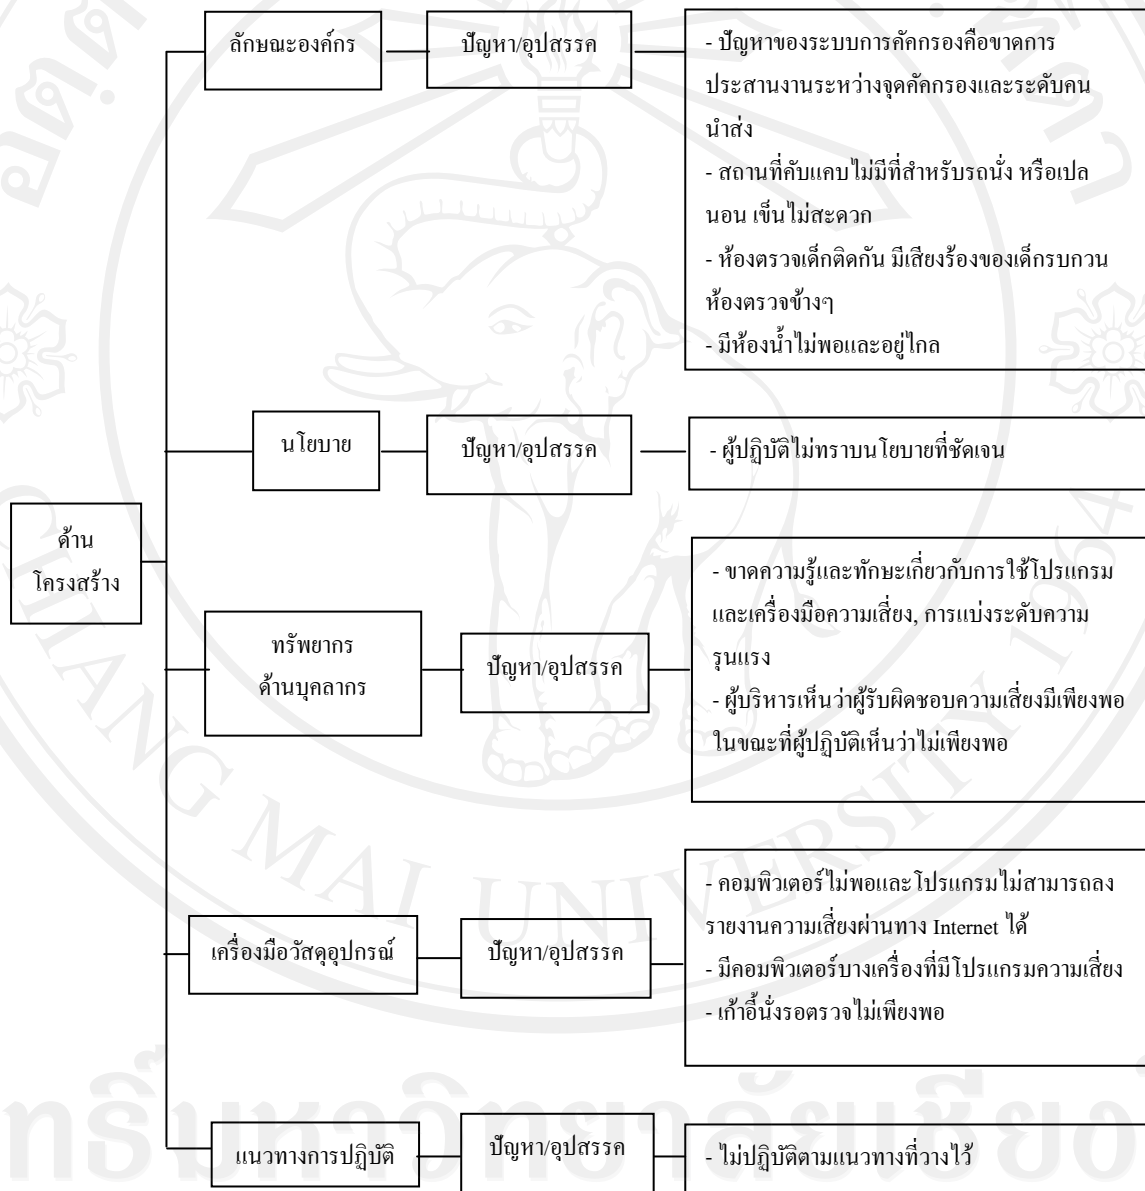 ลักษณะองค์กร
ปัญหา/อุปสรรค
- ปัญหาของระบบการคัคกรองคือขาดการ
ประสานงานระหว่างจุดคัคกรองและระดับคน
นำส่ง
- สถานที่คับแคบไม่มีที่สำหรับรถนั่ง หรือเปล
นอน เข็นไม่สะดวก
- ห้องตรวจเด็กติดกัน มีเสียงร้องของเด็กรบกวน
ห้องตรวจข้างๆ
- มีห้องน้ำไม่พอและอยู่ไกล
นโยบาย
ปัญหา/อุปสรรค
- ผู้ปฏิบัติไม่ทราบนโยบายที่ชัดเจน
ด้าน
โครงสร้าง
ทรัพยากร
ด้านบุคลากร
ปัญหา/อุปสรรค
- ขาดความรู้และทักษะเกี่ยวกับการใช้โปรแกรม
และเครื่องมือความเสี่ยง, การแบ่งระดับความ
รุนแรง
- ผู้บริหารเห็นว่าผู้รับผิดชอบความเสี่ยงมีเพียงพอ
ในขณะที่ผู้ปฏิบัติเห็นว่าไม่เพียงพอ
เครื่องมือวัสดุอุปกรณ์
ปัญหา/อุปสรรค
- คอมพิวเตอร์ไม่พอและโปรแกรมไม่สามารถลง
รายงานความเสี่ยงผ่านทาง Internet ได้
- มีคอมพิวเตอร์บางเครื่องที่มีโปรแกรมความเสี่ยง
- เก้าอี้นั่งรอตรวจไม่เพียงพอ
แนวทางการปฏิบัติ
ปัญหา/อุปสรรค
- ไม่ปฏิบัติตามแนวทางที่วางไว้
CHIANG MAI UNIVERSITY 1964